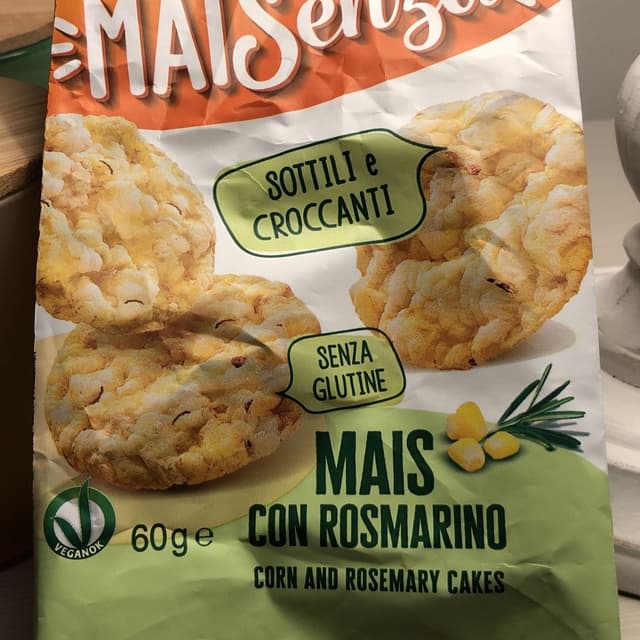 MAISenza
SOTTILI e
CROCCANTI
SENZA
GLUTINE
MAIS
CON ROSMARINO
CORN AND ROSEMARY CAKES
60g e
VEGANOK